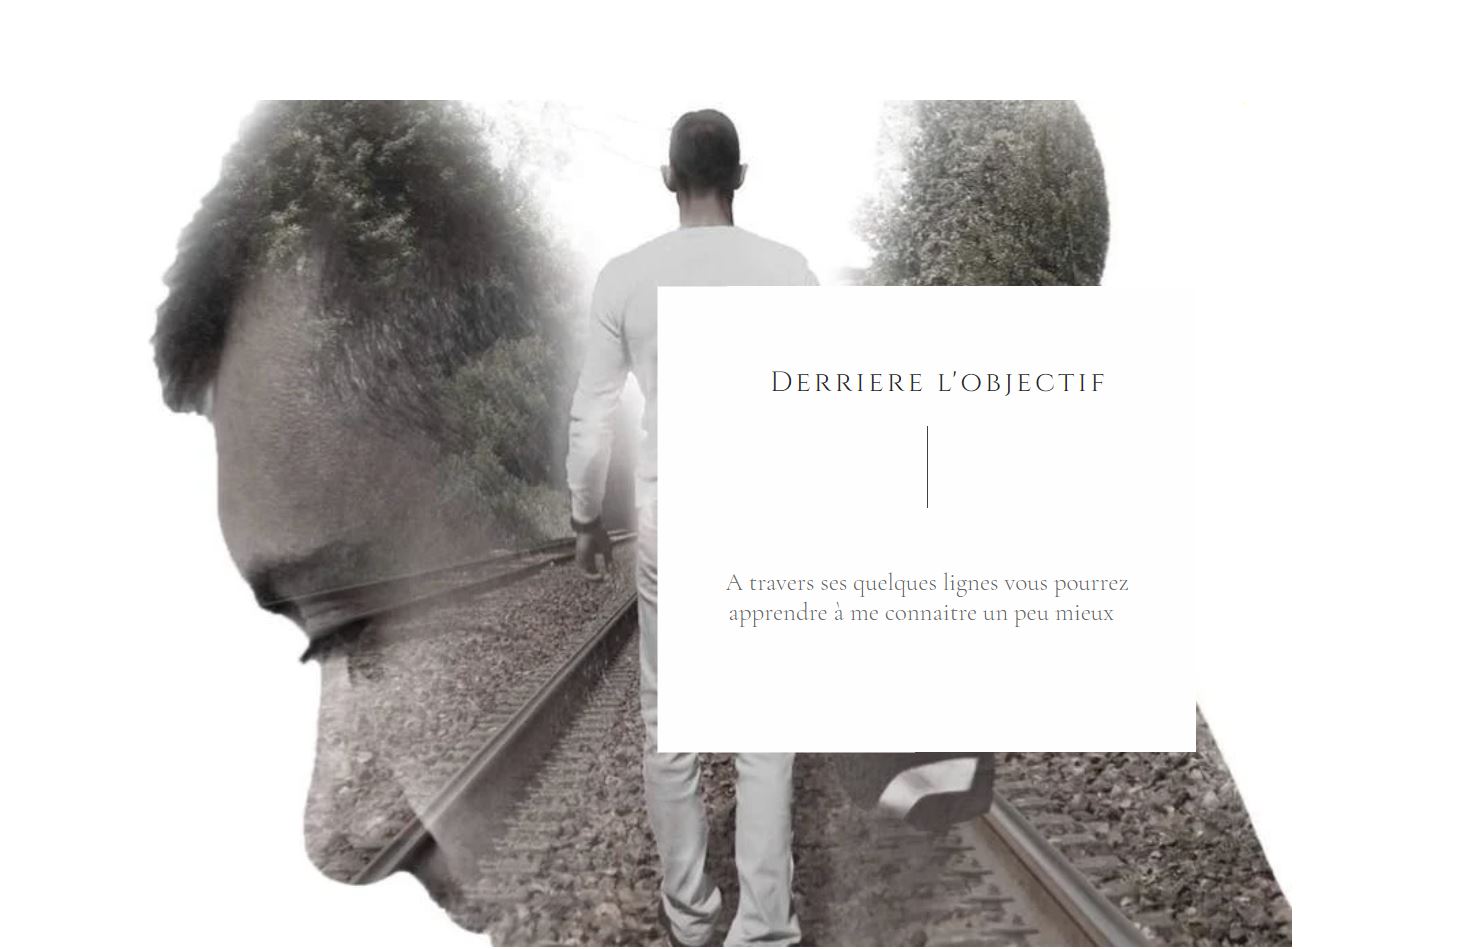 DERRIERE L'OBJECTIF
A travers ses quelques lignes vous pourrez
apprendre à me connaitre un peu mieux